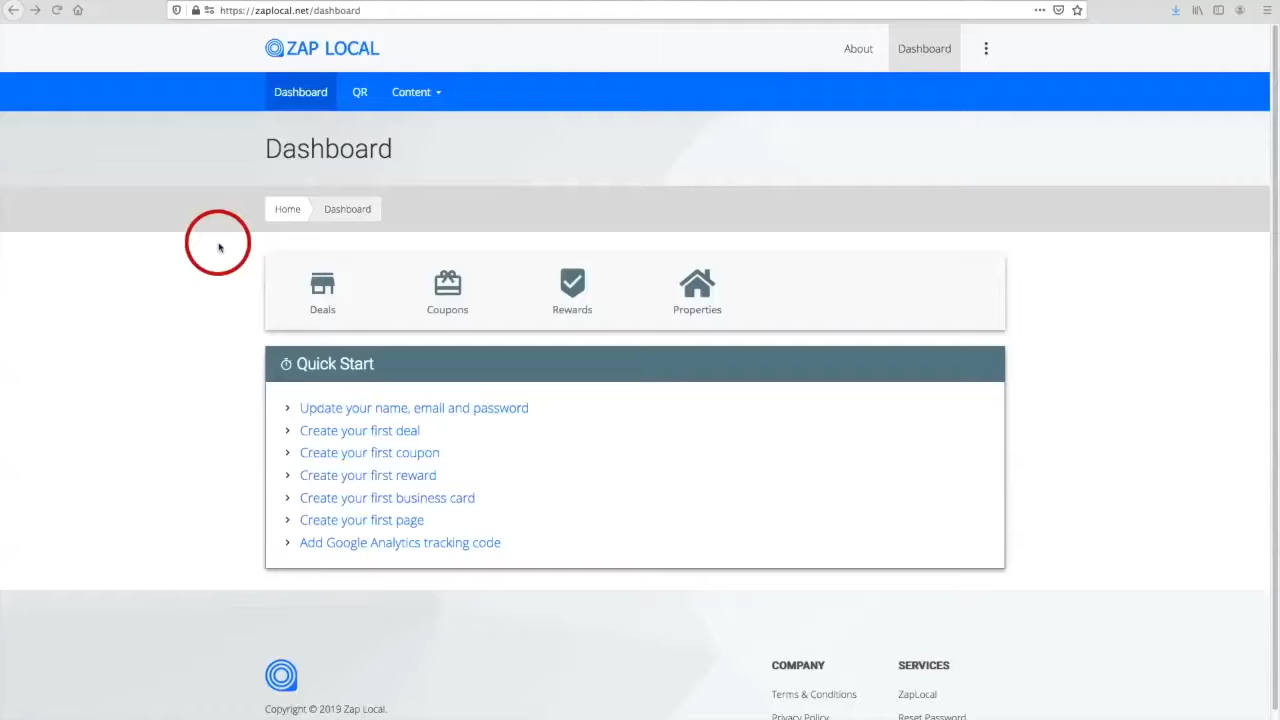 https://zaplocal.net/dashboard
ZAP LOCAL
About
Dashboard
Dashboard
QR
Content
Dashboard
Home
Dashboard
Deals
Coupons
Rewards
Properties
Quick Start
Update your name, email and password
Create your first deal
Create your first coupon
Create your first reward
Create your first business card
Create your first page
Add Google Analytics tracking code
COMPANY
SERVICES
Terms & Conditions
ZapLocal
Copyright © 2019 Zap Local.
Privacy Policy
Reset Password